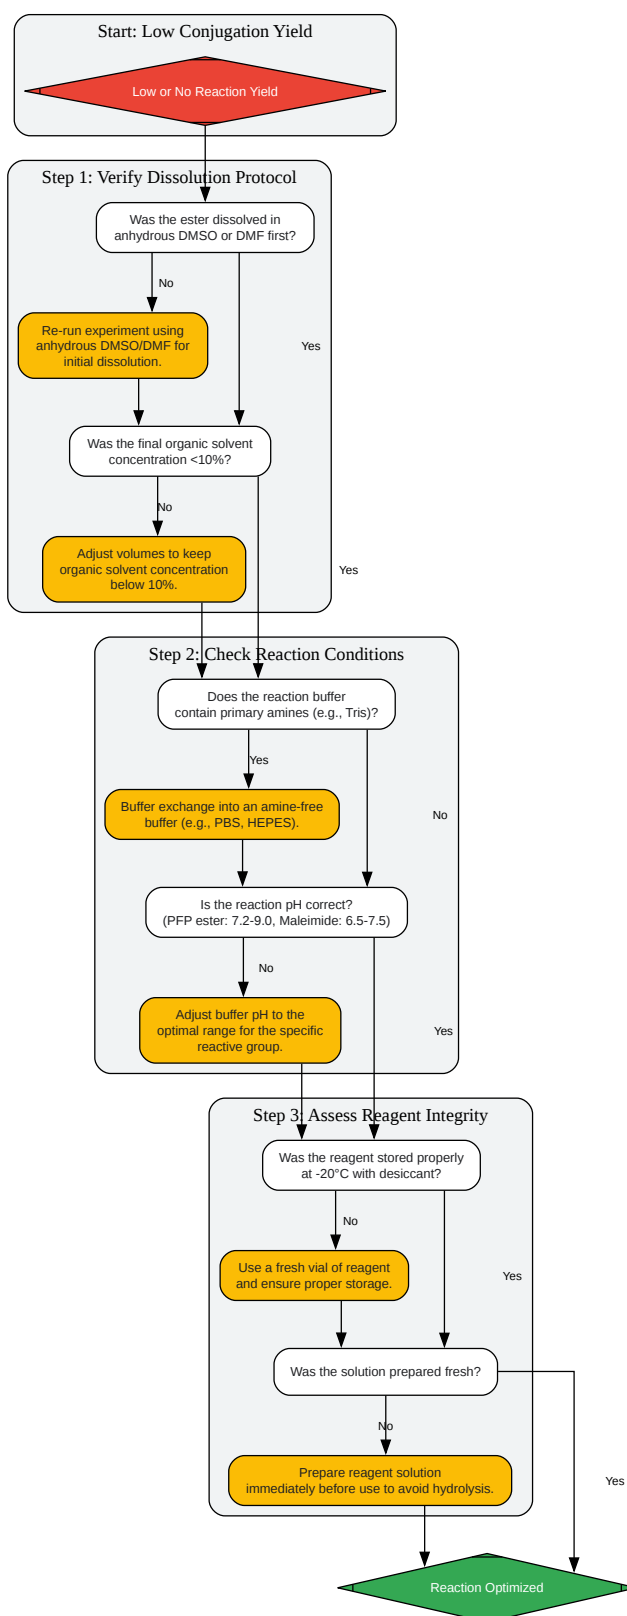 Start: Low Conjugation Yield
Low or No Reaction Yield
Step 1: Verify Dissolution Protocol
Was the ester dissolved in
anhydrous DMSO or DMF first?
No
Re-run experiment using
anhydrous DMSO/DMF for
initial dissolution.
Yes
Was the final organic solvent
concentration <10%?
No
Adjust volumes to keep
organic solvent concentration
below 10%.
Yes
Step 2: Check Reaction Conditions
Does the reaction buffer
contain primary amines (e.g., Tris)?
Yes
Buffer exchange into an amine-free
buffer (e.g., PBS, HEPES).
No
Is the reaction pH correct?
(PFP ester: 7.2-9.0, Maleimide: 6.5-7.5)
No
Adjust buffer pH to the
optimal range for the specific
reactive group.
Yes
Step 3: Assess Reagent Integrity
Was the reagent stored properly
at -20°C with desiccant?
No
Use a fresh vial of reagent
and ensure proper storage.
Yes
Was the solution prepared fresh?
No
Prepare reagent solution
immediately before use to avoid hydrolysis.
Yes
Reaction Optimized